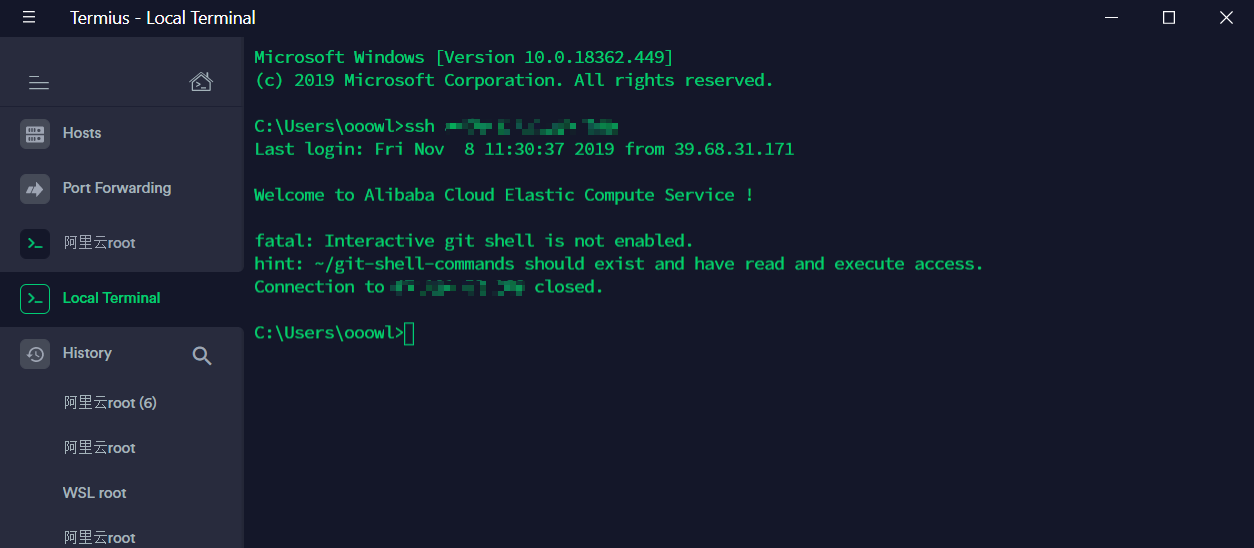 Termius - Local Terminal
Hosts
Port Forwarding
阿里云root
Local Terminal
History
阿里云root (6)
阿里云root
WSL root
阿里云root
Microsoft Windows [Version 10.0.18362.449]
(c) 2019 Microsoft Corporation. All rights reserved.
C:\Users\ooowl>ssh
Last login: Fri Nov  8 11:30:37 2019 from 39.68.31.171
Welcome to Alibaba Cloud Elastic Compute Service !
fatal: Interactive git shell is not enabled.
hint: ~/git-shell-commands should exist and have read and execute access.
Connection to closed.
C:\Users\ooowl>